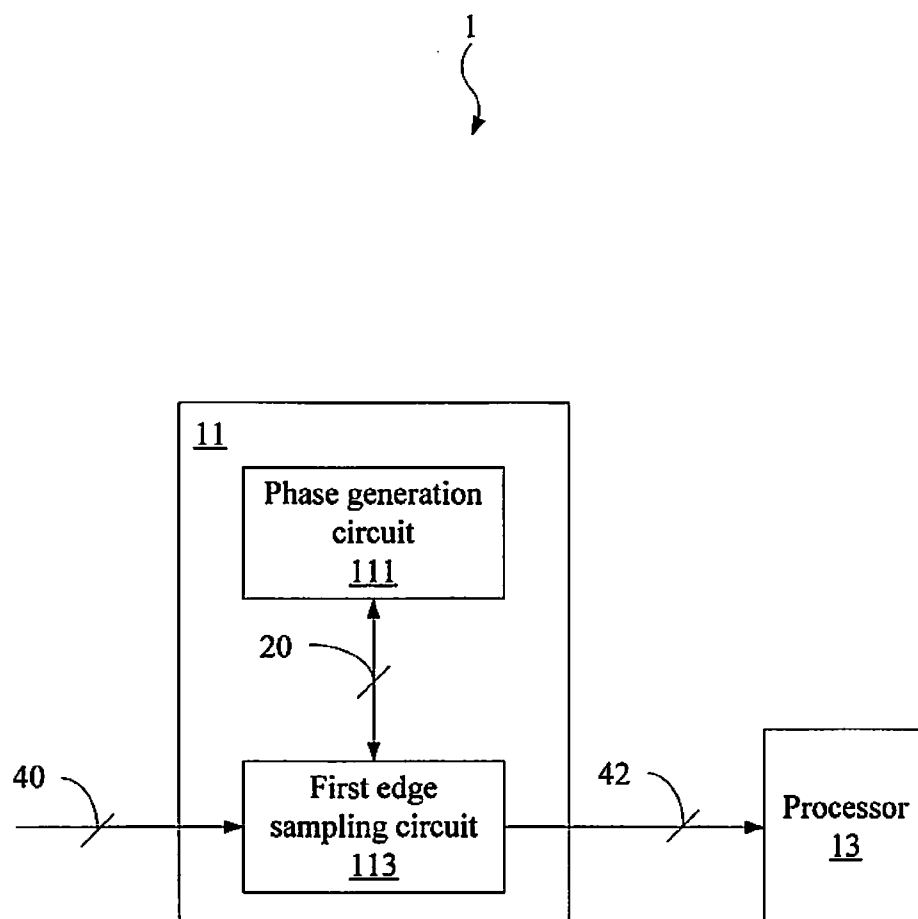 1
11
Phase generation
circuit
111
20
40
First edge
sampling circuit
113
42
Processor
13